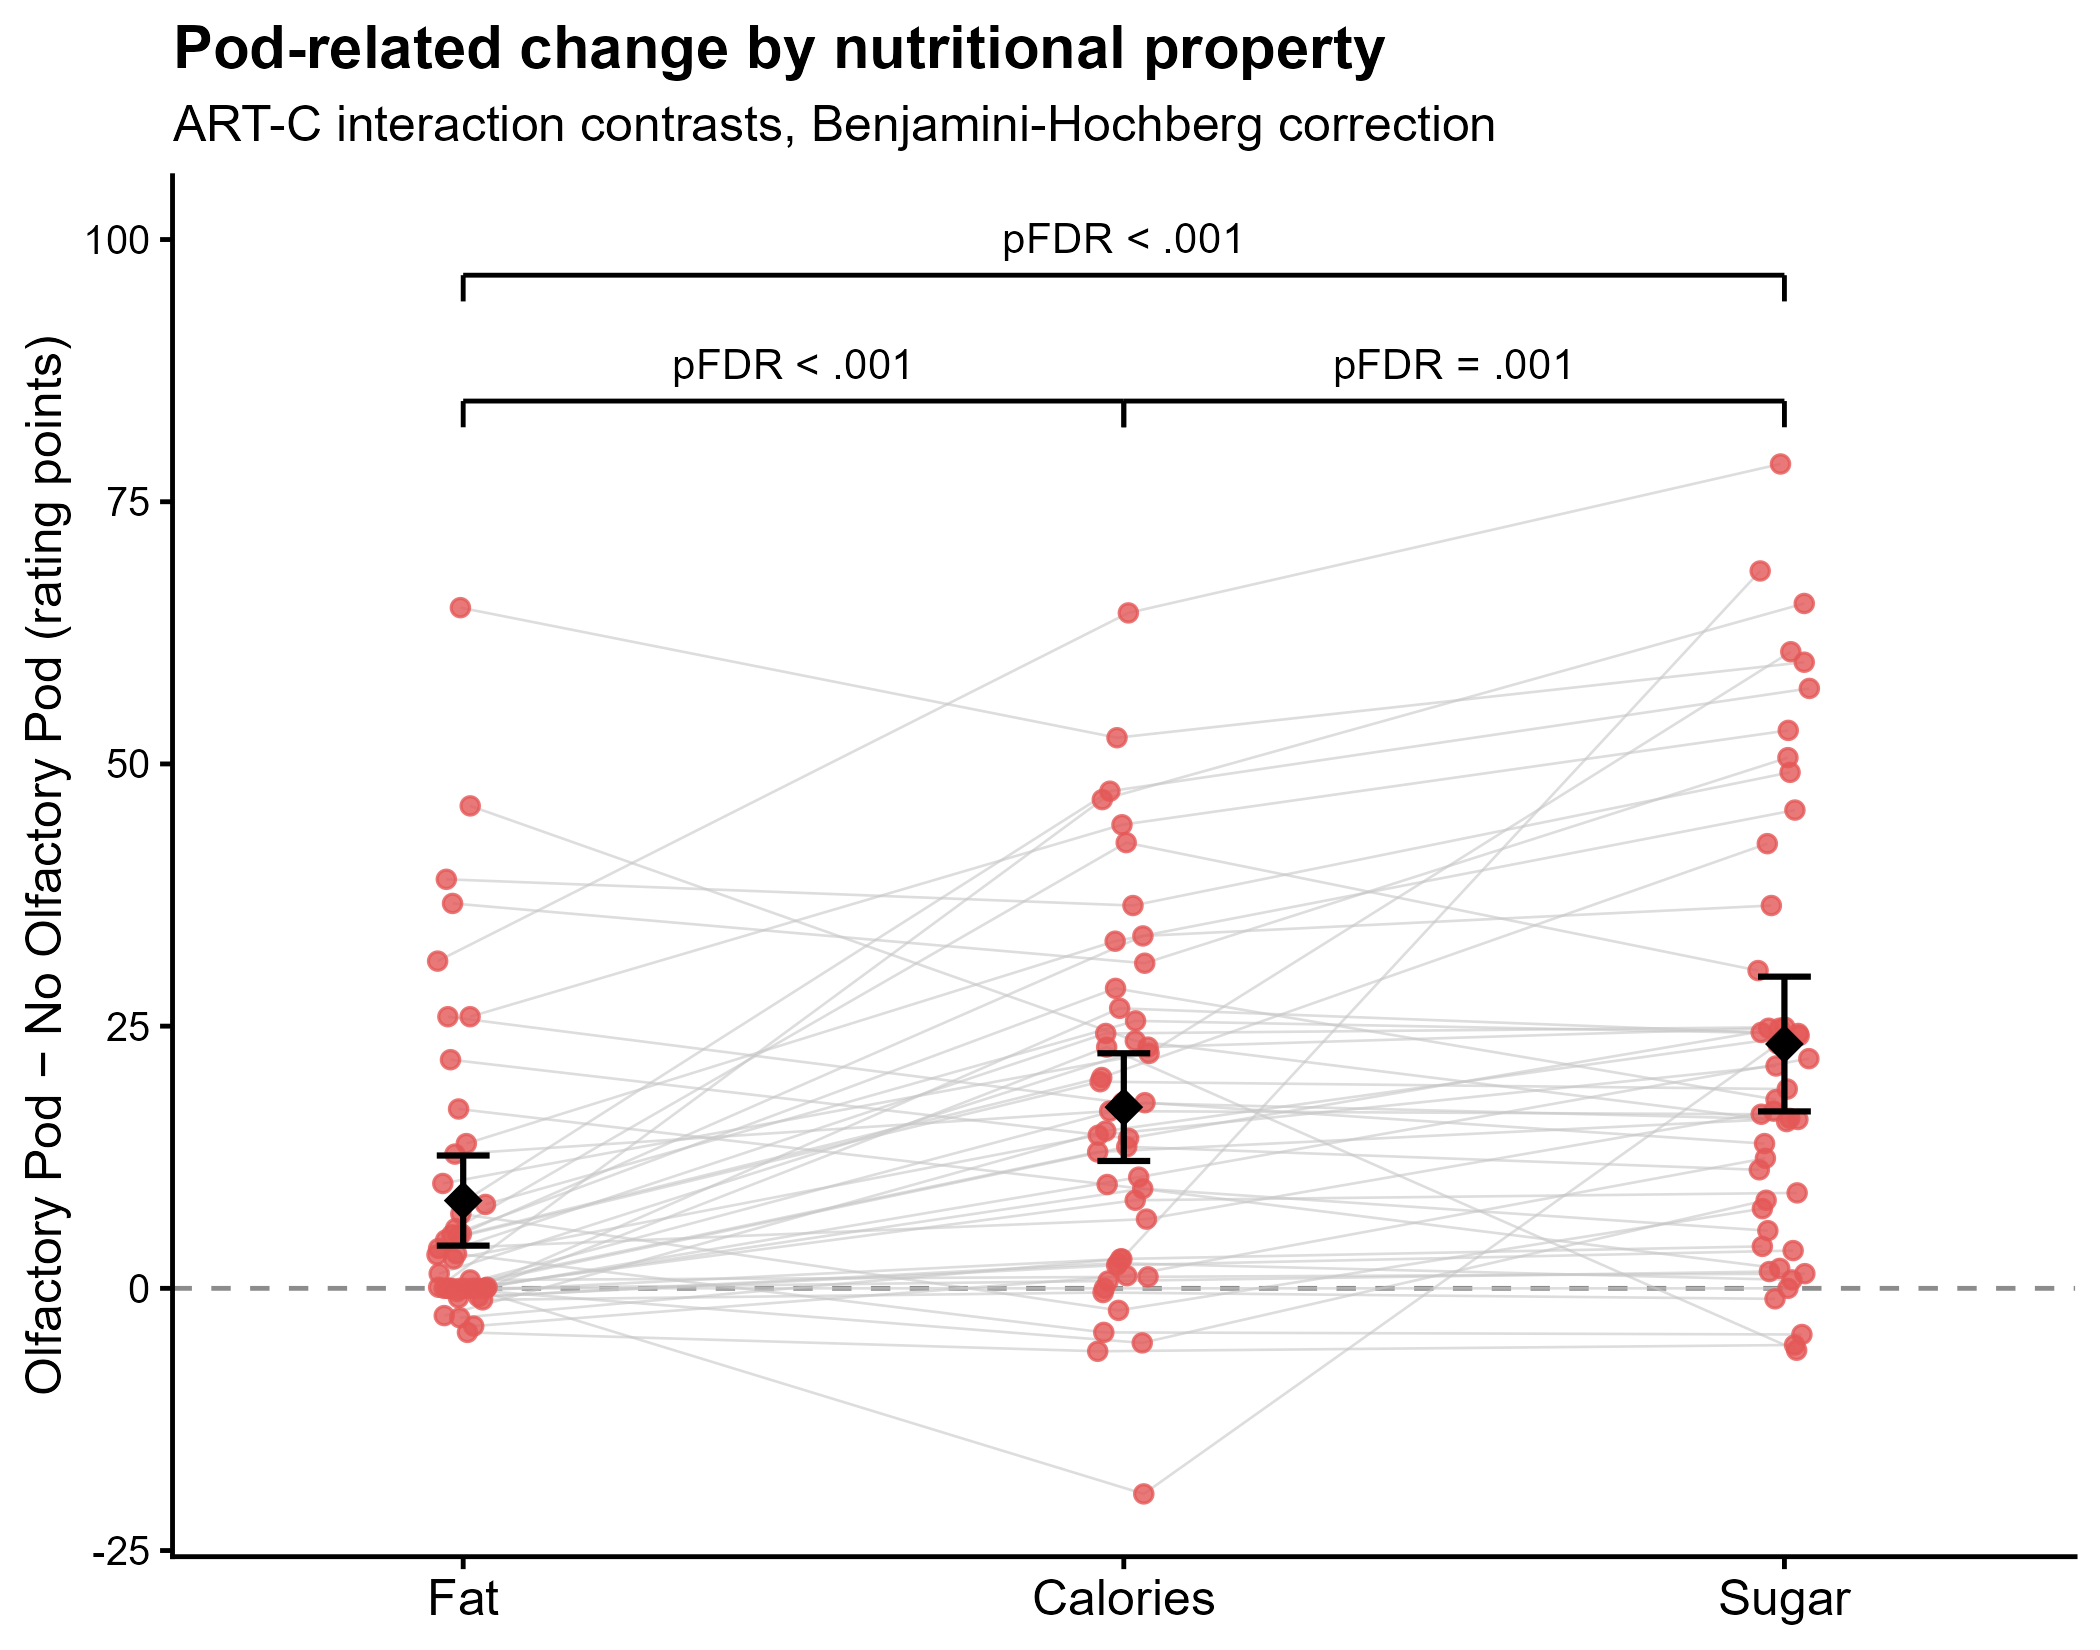 Pod-related change by nutritional property
ART-C interaction contrasts, Benjamini-Hochberg correction
Olfactory Pod − No Olfactory Pod (rating points)
100
75
50
25
0
-25
pFDR < .001
pFDR < .001
pFDR = .001
Fat
Calories
Sugar